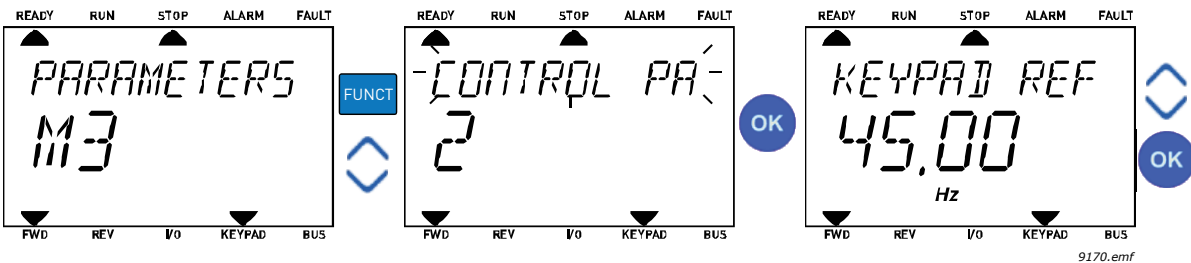 READY RUN STOP ALARM FAULT
PARAMETERS
M3
FWD REV I/O KEYPAD BUS
FUNCT
READY RUN STOP ALARM FAULT
CONTROL PA
2
FWD REV I/O KEYPAD BUS
OK
READY RUN STOP ALARM FAULT
KEYPAD REF
45.00
Hz
FWD REV I/O KEYPAD BUS
OK
9170.emf